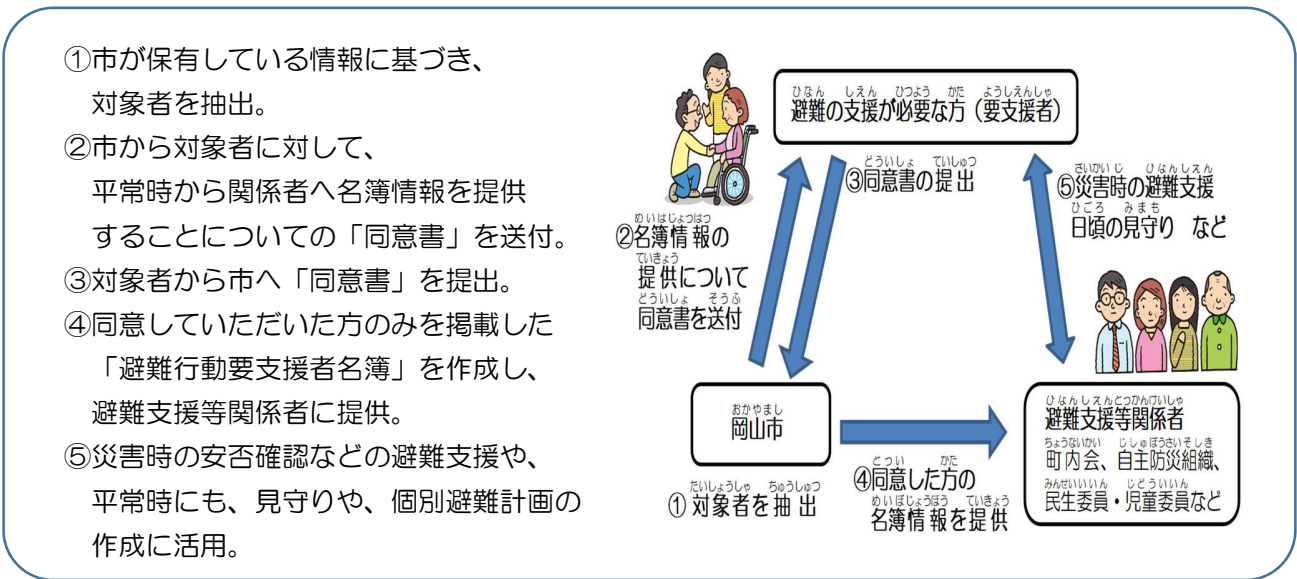 ①市が保有している情報に基づき、
対象者を抽出。
②市から対象者に対して、
平常時から関係者へ名簿情報を提供
することについての「同意書」を送付。
③対象者から市へ「同意書」を提出。
④同意していただいた方のみを掲載した
「避難行動要支援者名簿」を作成し、
避難支援等関係者に提供。
⑤災害時の安否確認などの避難支援や、
平常時にも、見守りや、個別避難計画の
作成に活用。
ひなん しえん ひつよう かた ようしえんしゃ
避難の支援が必要な方（要支援者）
どういしょ ていしゅつ
③同意書の提出
さいがいじ ひなんしえん
⑤災害時の避難支援
ひごろ みまも
日頃の見守り など
めいぼじょうほう
②名簿情報の
ていきょう
提供について
どういしょ そうふ
同意書を送付
おかやまし
岡山市
たいしょうしゃ ちゅうしゅつ
①対象者を抽出
どうい かた
④同意した方の
めいぼじょうほう ていきょう
名簿情報を提供
ひなんしえんとうかんけいしゃ
避難支援等関係者
ちょうないかい じしゅぼうさいそしき
町内会、自主防災組織、
みんせいいいん じどういいん
民生委員・児童委員など